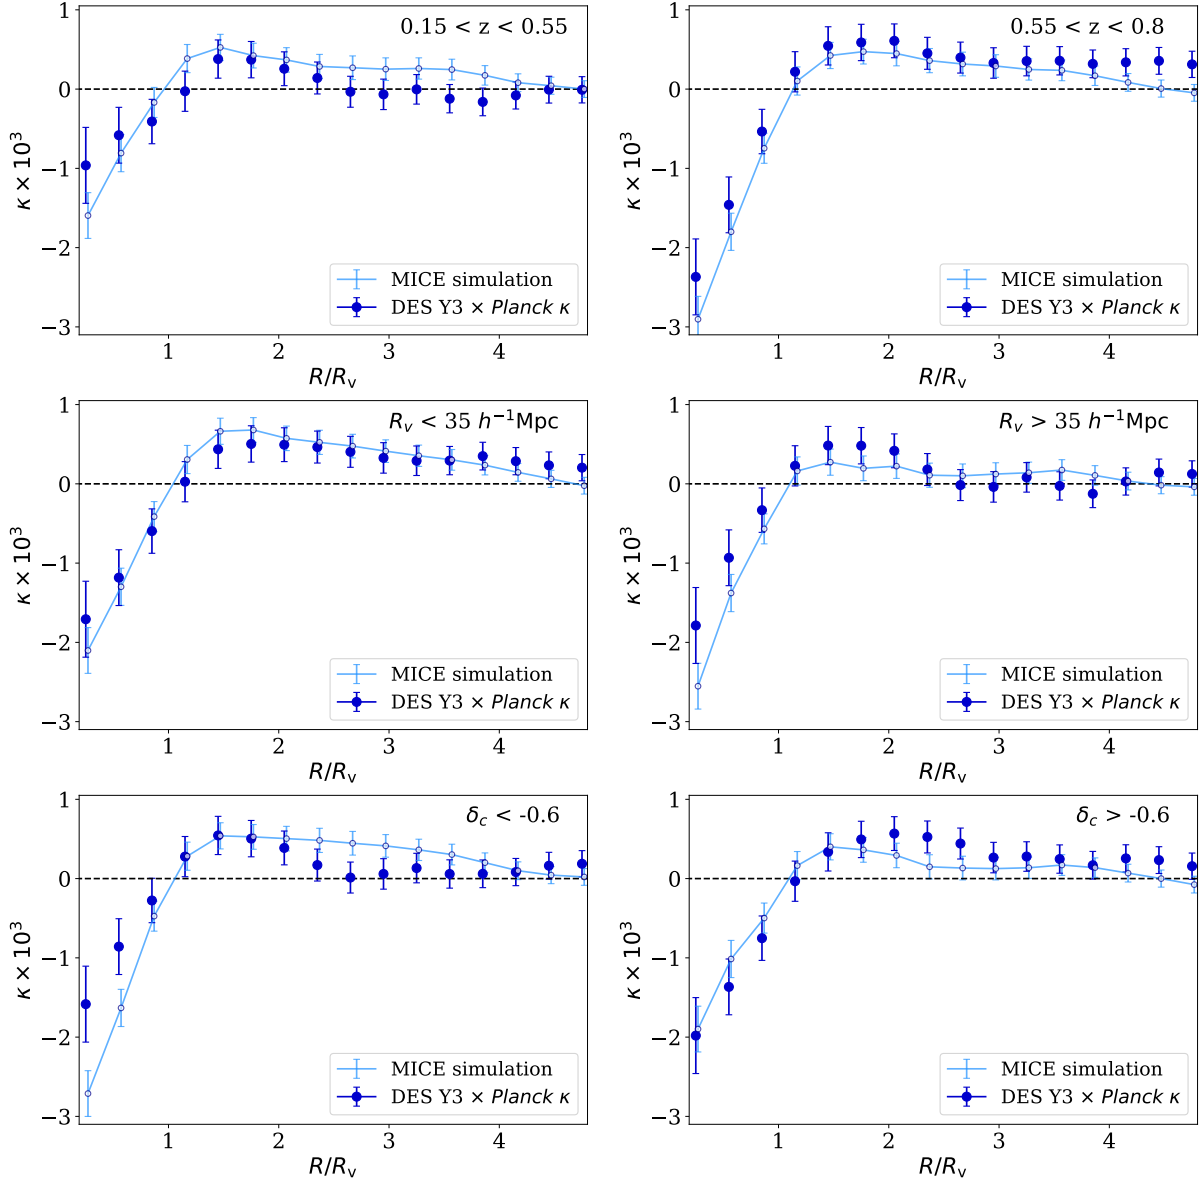 0.15 < z < 0.55
κ × 10³
1
0
−1
−2
−3
MICE simulation
DES Y3 × Planck κ
1 2 3 4
R/Rᵥ
0.55 < z < 0.8
κ × 10³
1
0
−1
−2
−3
MICE simulation
DES Y3 × Planck κ
1 2 3 4
R/Rᵥ
Rᵥ < 35 h⁻¹Mpc
κ × 10³
1
0
−1
−2
−3
MICE simulation
DES Y3 × Planck κ
1 2 3 4
R/Rᵥ
Rᵥ > 35 h⁻¹Mpc
κ × 10³
1
0
−1
−2
−3
MICE simulation
DES Y3 × Planck κ
1 2 3 4
R/Rᵥ
δ_c < -0.6
κ × 10³
1
0
−1
−2
−3
MICE simulation
DES Y3 × Planck κ
1 2 3 4
R/Rᵥ
δ_c > -0.6
κ × 10³
1
0
−1
−2
−3
MICE simulation
DES Y3 × Planck κ
1 2 3 4
R/Rᵥ